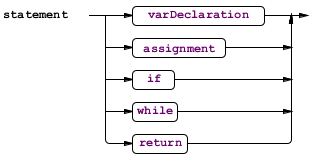 statement
varDeclaration
assignment
if
while
return